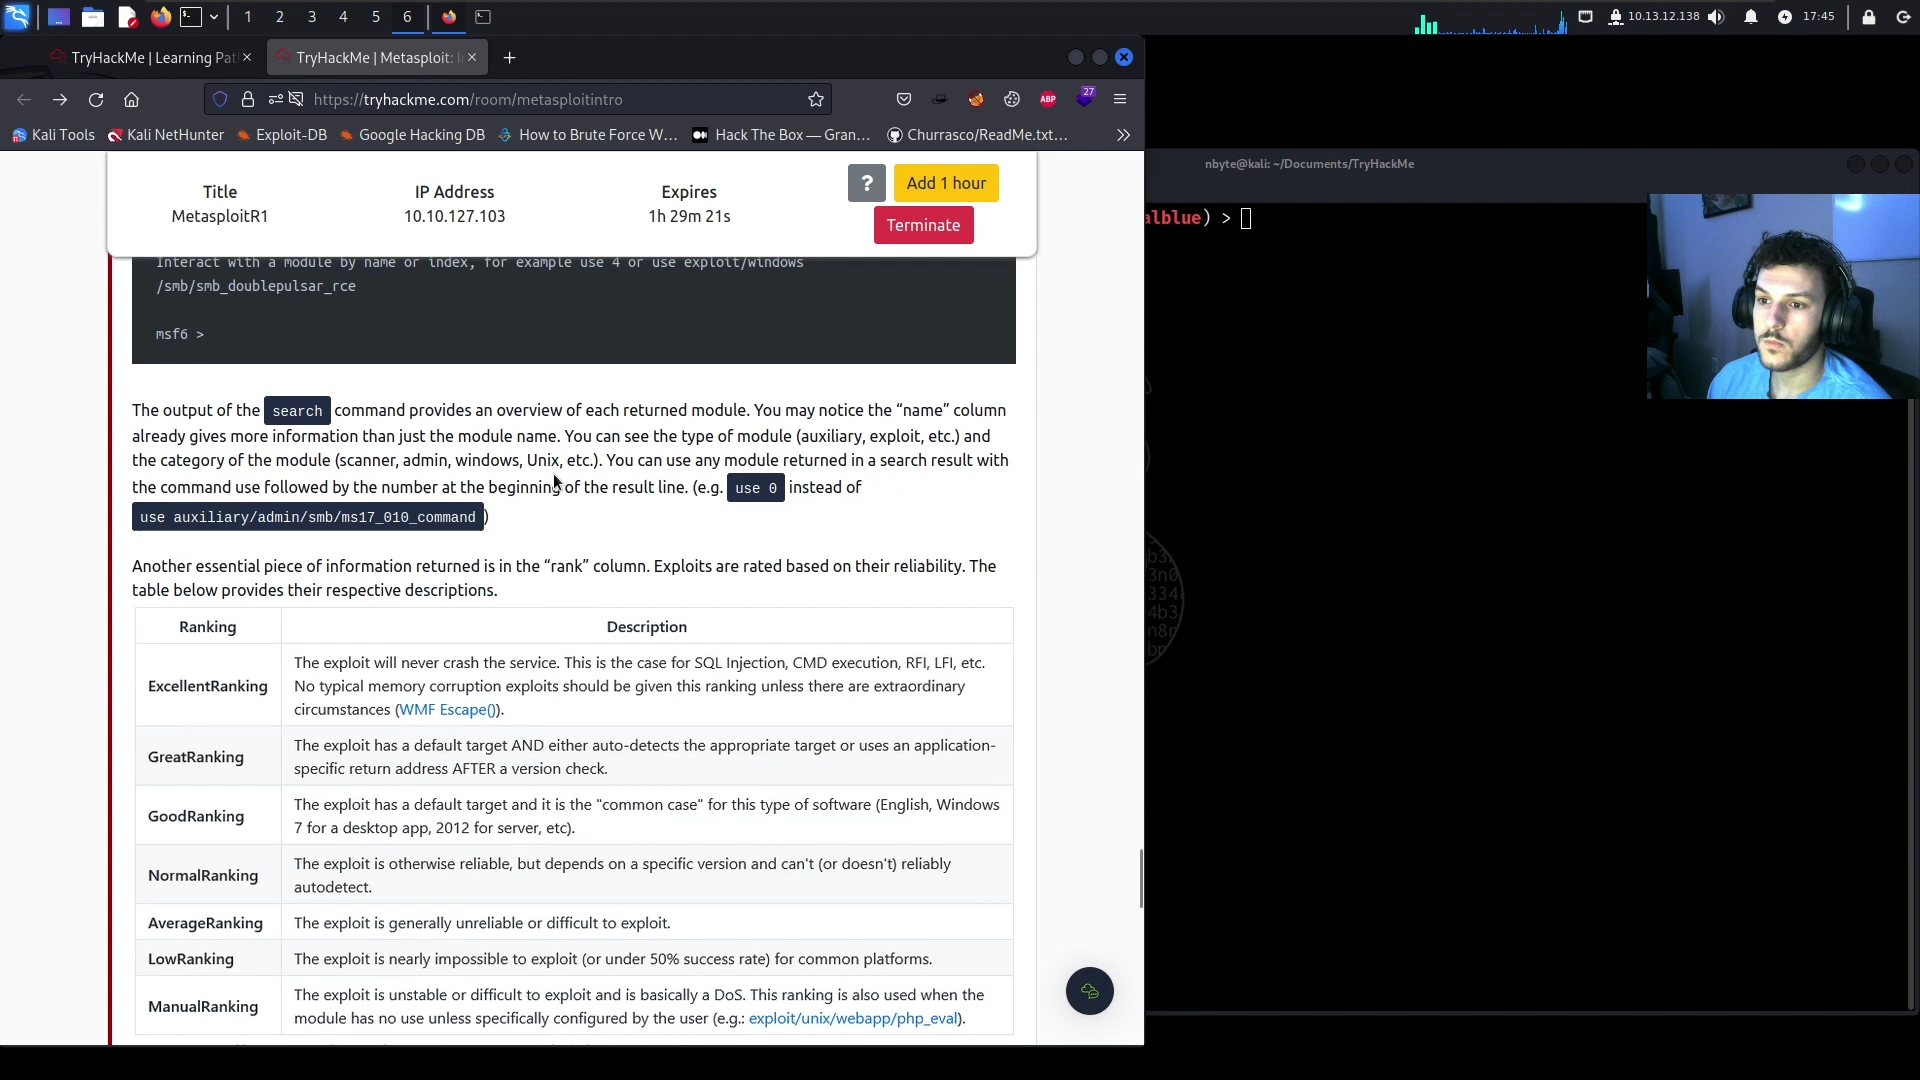 1 2 3 4 5 6
10.13.12.138
17:45
TryHackMe | Learning Pat
TryHackMe | Metasploit: I
https://tryhackme.com/room/metasploitintro
ABP
27
Kali Tools Kali NetHunter Exploit-DB Google Hacking DB How to Brute Force W... Hack The Box — Gran... Churrasco/ReadMe.txt...
Title IP Address Expires
MetasploitR1 10.10.127.103 1h 29m 21s
? Add 1 hour
Terminate
Interact with a module by name or index, for example use 4 or use exploit/windows
/smb/smb_doublepulsar_rce
msf6 >
The output of the search command provides an overview of each returned module. You may notice the “name” column
already gives more information than just the module name. You can see the type of module (auxiliary, exploit, etc.) and
the category of the module (scanner, admin, windows, Unix, etc.). You can use any module returned in a search result with
the command use followed by the number at the beginning of the result line. (e.g. use 0 instead of
use auxiliary/admin/smb/ms17_010_command)
Another essential piece of information returned is in the “rank” column. Exploits are rated based on their reliability. The
table below provides their respective descriptions.
Ranking Description
ExcellentRanking
The exploit will never crash the service. This is the case for SQL Injection, CMD execution, RFI, LFI, etc.
No typical memory corruption exploits should be given this ranking unless there are extraordinary
circumstances (WMF Escape()).
GreatRanking
The exploit has a default target AND either auto-detects the appropriate target or uses an application-
specific return address AFTER a version check.
GoodRanking
The exploit has a default target and it is the "common case" for this type of software (English, Windows
7 for a desktop app, 2012 for server, etc).
NormalRanking
The exploit is otherwise reliable, but depends on a specific version and can't (or doesn't) reliably
autodetect.
AverageRanking The exploit is generally unreliable or difficult to exploit.
LowRanking The exploit is nearly impossible to exploit (or under 50% success rate) for common platforms.
ManualRanking
The exploit is unstable or difficult to exploit and is basically a DoS. This ranking is also used when the
module has no use unless specifically configured by the user (e.g.: exploit/unix/webapp/php_eval).
nbyte@kali: ~/Documents/TryHackMe
alblue) >
b3
3n0
334
4b3
n8r